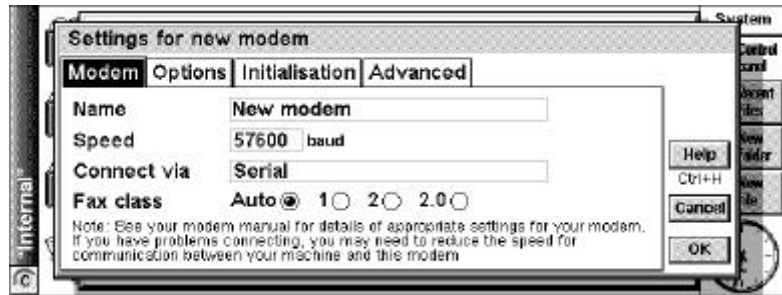 System
Settings for new modem
Modem Options Initialisation Advanced
Name New modem
Speed 57600 baud
Connect via Serial
Fax class Auto 1 2 2.0
Note: See your modem manual for details of appropriate settings for your modem.
If you have problems connecting, you may need to reduce the speed for
communication between your machine and this modem
Help
Ctrl+H
Cancel
OK
"Internal"
C